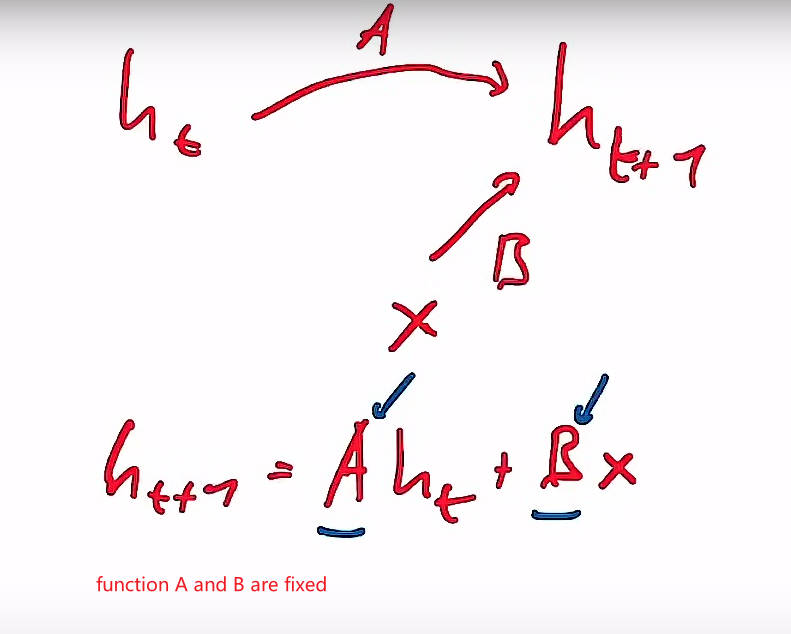 A
h_t h_{t+1}
B
x
h_{t+1} = A h_t + B x
function A and B are fixed